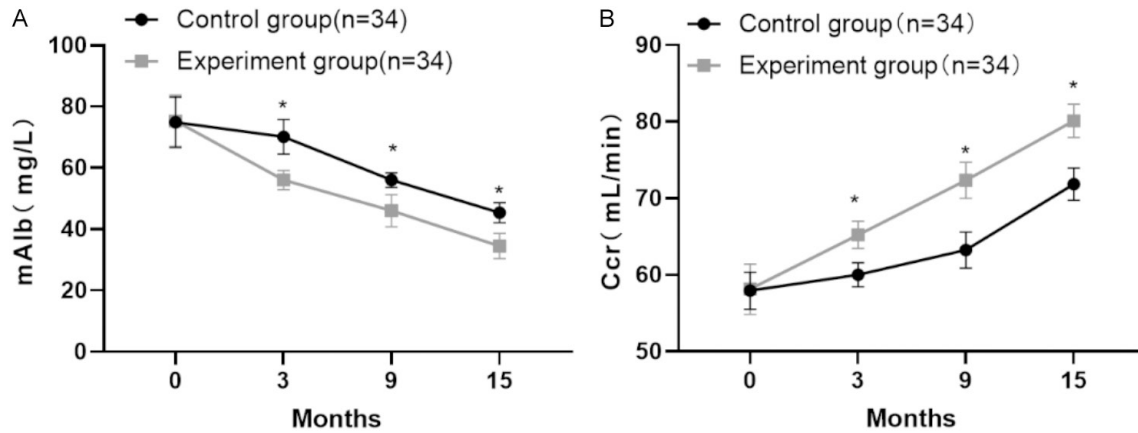 A
Control group(n=34)
Experiment group(n=34)
100
80
60
40
20
0
mAlb( mg/L)
*
*
*
0 3 9 15
Months
B
Control group（n=34）
Experiment group（n=34）
90
80
70
60
50
Ccr( mL/min)
*
*
*
0 3 9 15
Months